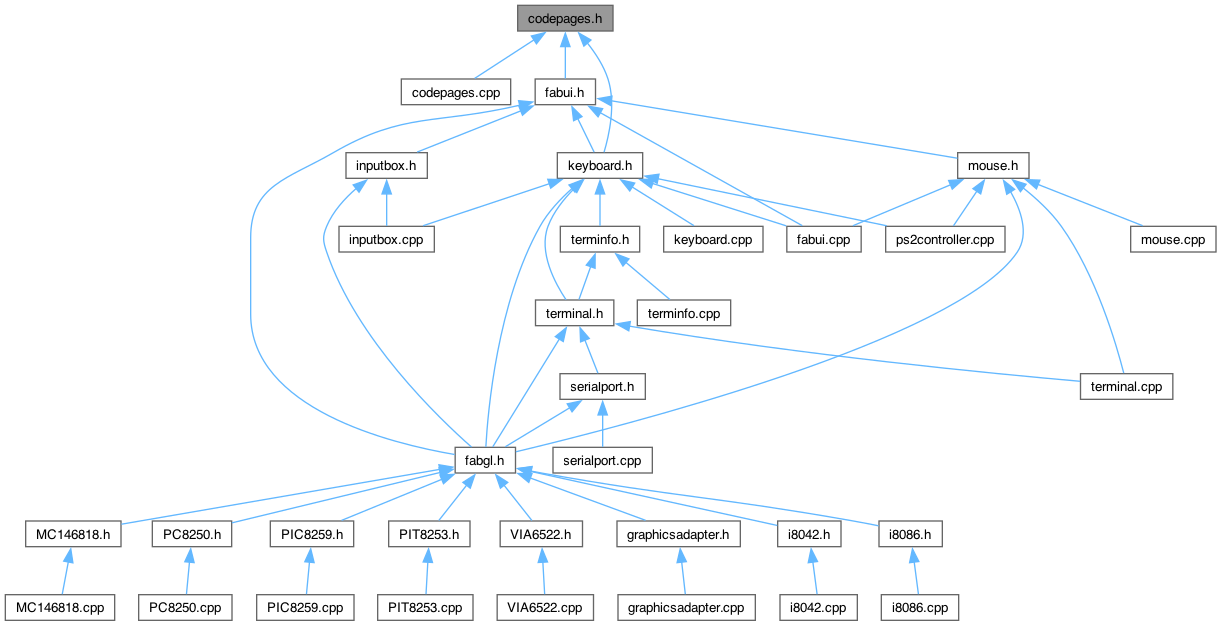 codepages.h
codepages.cpp
fabui.h
inputbox.h
keyboard.h
mouse.h
inputbox.cpp
terminfo.h
keyboard.cpp
fabui.cpp
ps2controller.cpp
mouse.cpp
terminal.h
terminfo.cpp
serialport.h
terminal.cpp
fabgl.h
serialport.cpp
MC146818.h
PC8250.h
PIC8259.h
PIT8253.h
VIA6522.h
graphicsadapter.h
i8042.h
i8086.h
MC146818.cpp
PC8250.cpp
PIC8259.cpp
PIT8253.cpp
VIA6522.cpp
graphicsadapter.cpp
i8042.cpp
i8086.cpp